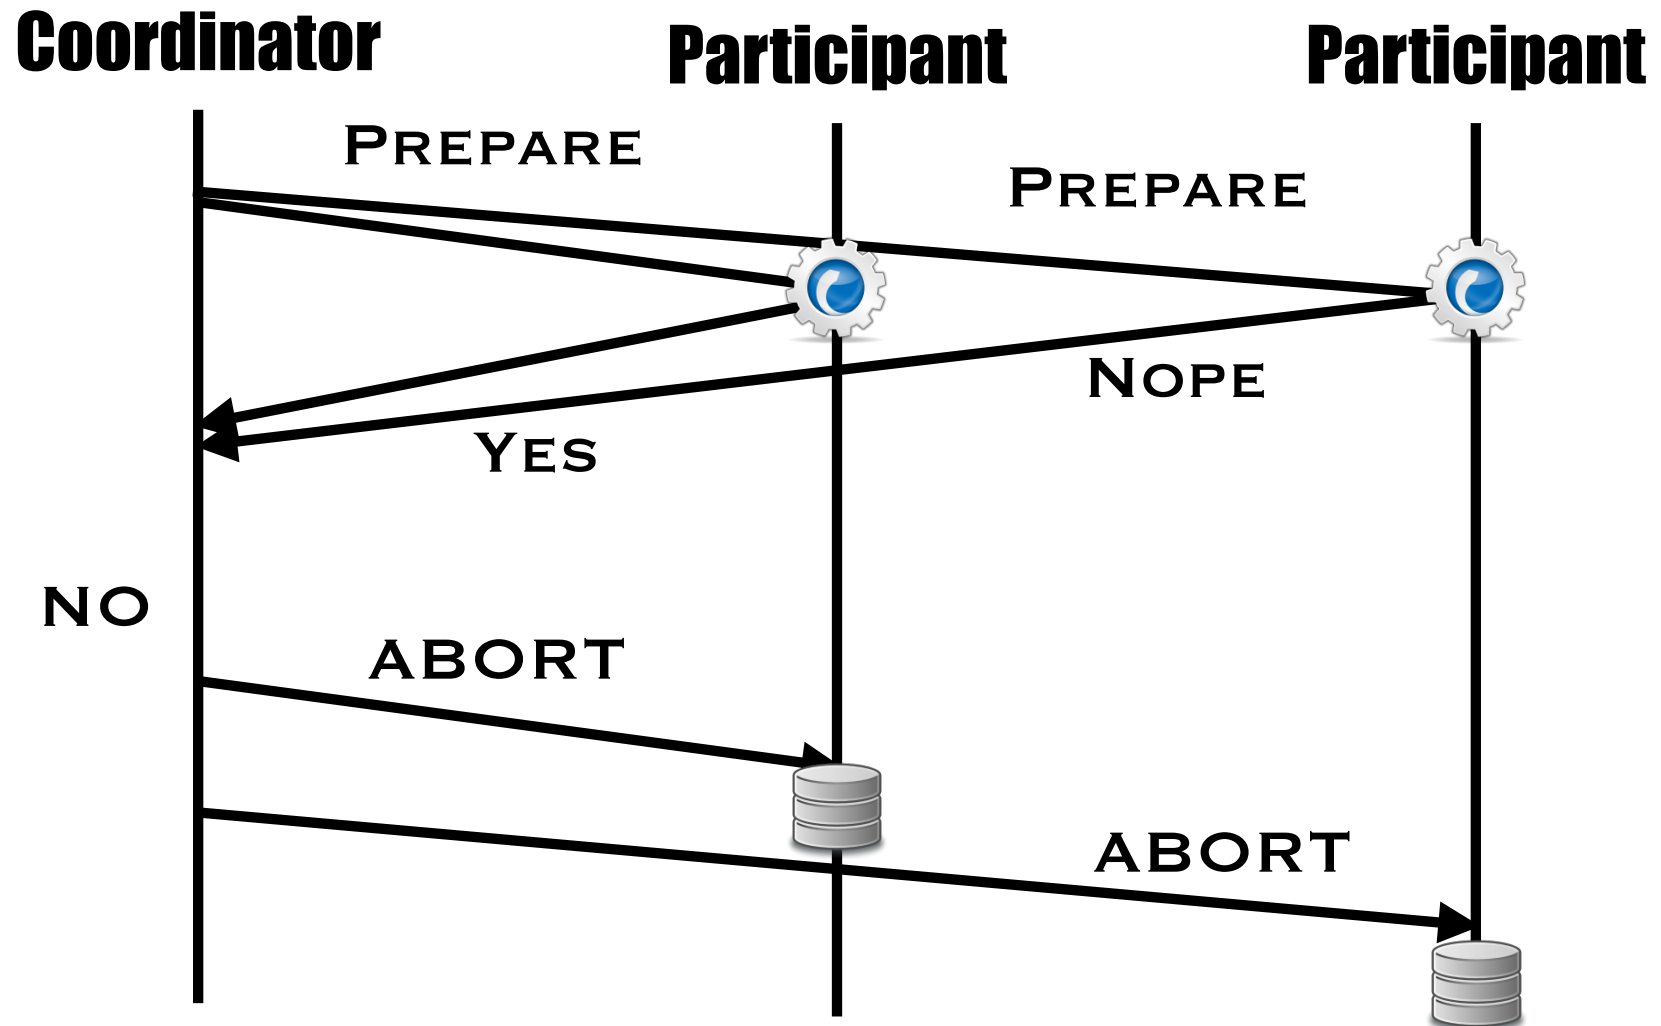 Coordinator
Participant
Participant
PREPARE
PREPARE
NOPE
YES
NO
ABORT
ABORT